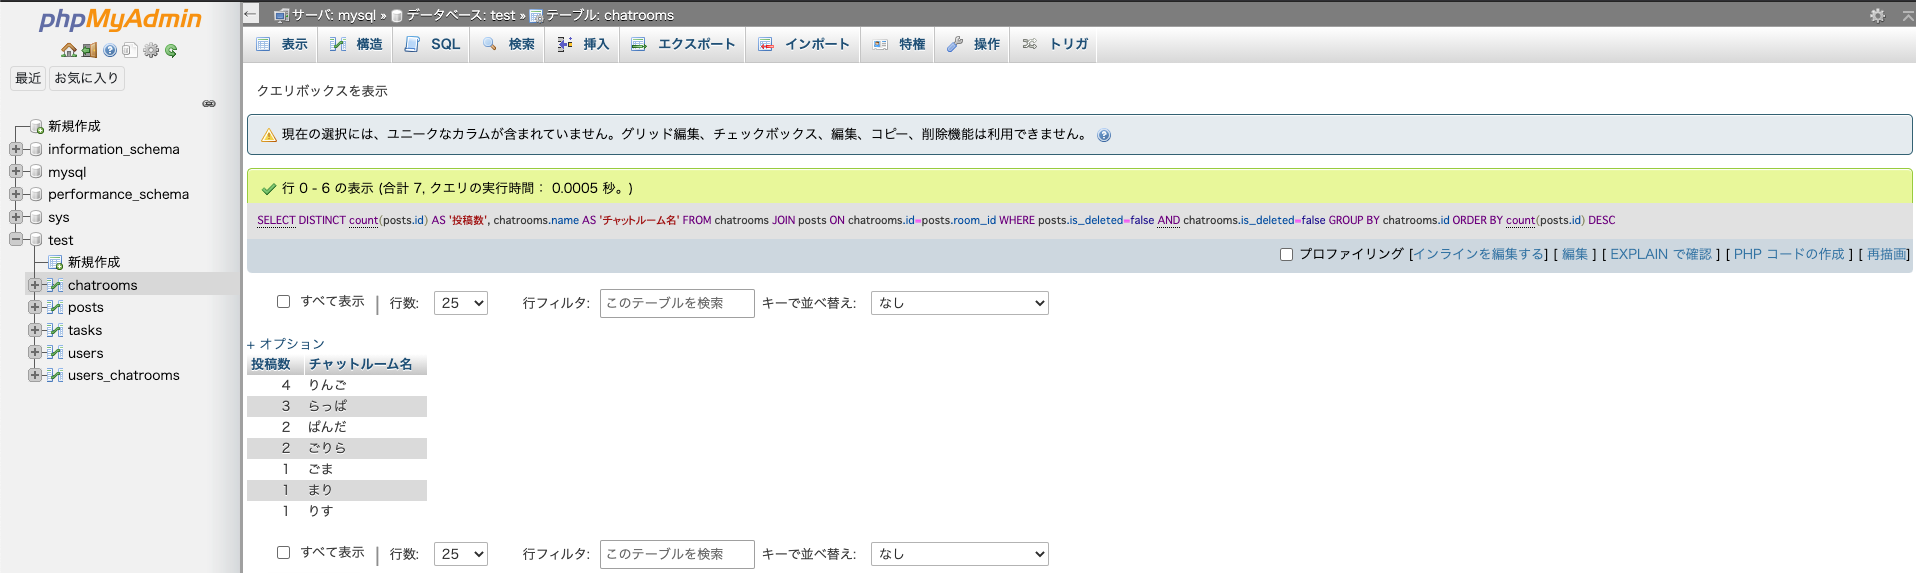 phpMyAdmin
最近 お気に入り
新規作成
information_schema
mysql
performance_schema
sys
test
新規作成
chatrooms
posts
tasks
users
users_chatrooms
← サーバ: mysql » データベース: test » テーブル: chatrooms
表示 構造 SQL 検索 挿入 エクスポート インポート 特権 操作 トリガ
クエリボックスを表示
現在の選択には、ユニークなカラムが含まれていません。グリッド編集、チェックボックス、編集、コピー、削除機能は利用できません。
行 0 - 6 の表示 (合計 7, クエリの実行時間： 0.0005 秒。)
SELECT DISTINCT count(posts.id) AS '投稿数', chatrooms.name AS 'チャットルーム名' FROM chatrooms JOIN posts ON chatrooms.id=posts.room_id WHERE posts.is_deleted=false AND chatrooms.is_deleted=false GROUP BY chatrooms.id ORDER BY count(posts.id) DESC
プロファイリング [インラインを編集する] [ 編集 ] [ EXPLAIN で確認 ] [ PHP コードの作成 ] [ 再描画]
すべて表示 | 行数: 25 行フィルタ: このテーブルを検索 キーで並べ替え: なし
+ オプション
投稿数 チャットルーム名
4 りんご
3 らっぱ
2 ぱんだ
2 ごりら
1 ごま
1 まり
1 りす
すべて表示 | 行数: 25 行フィルタ: このテーブルを検索 キーで並べ替え: なし